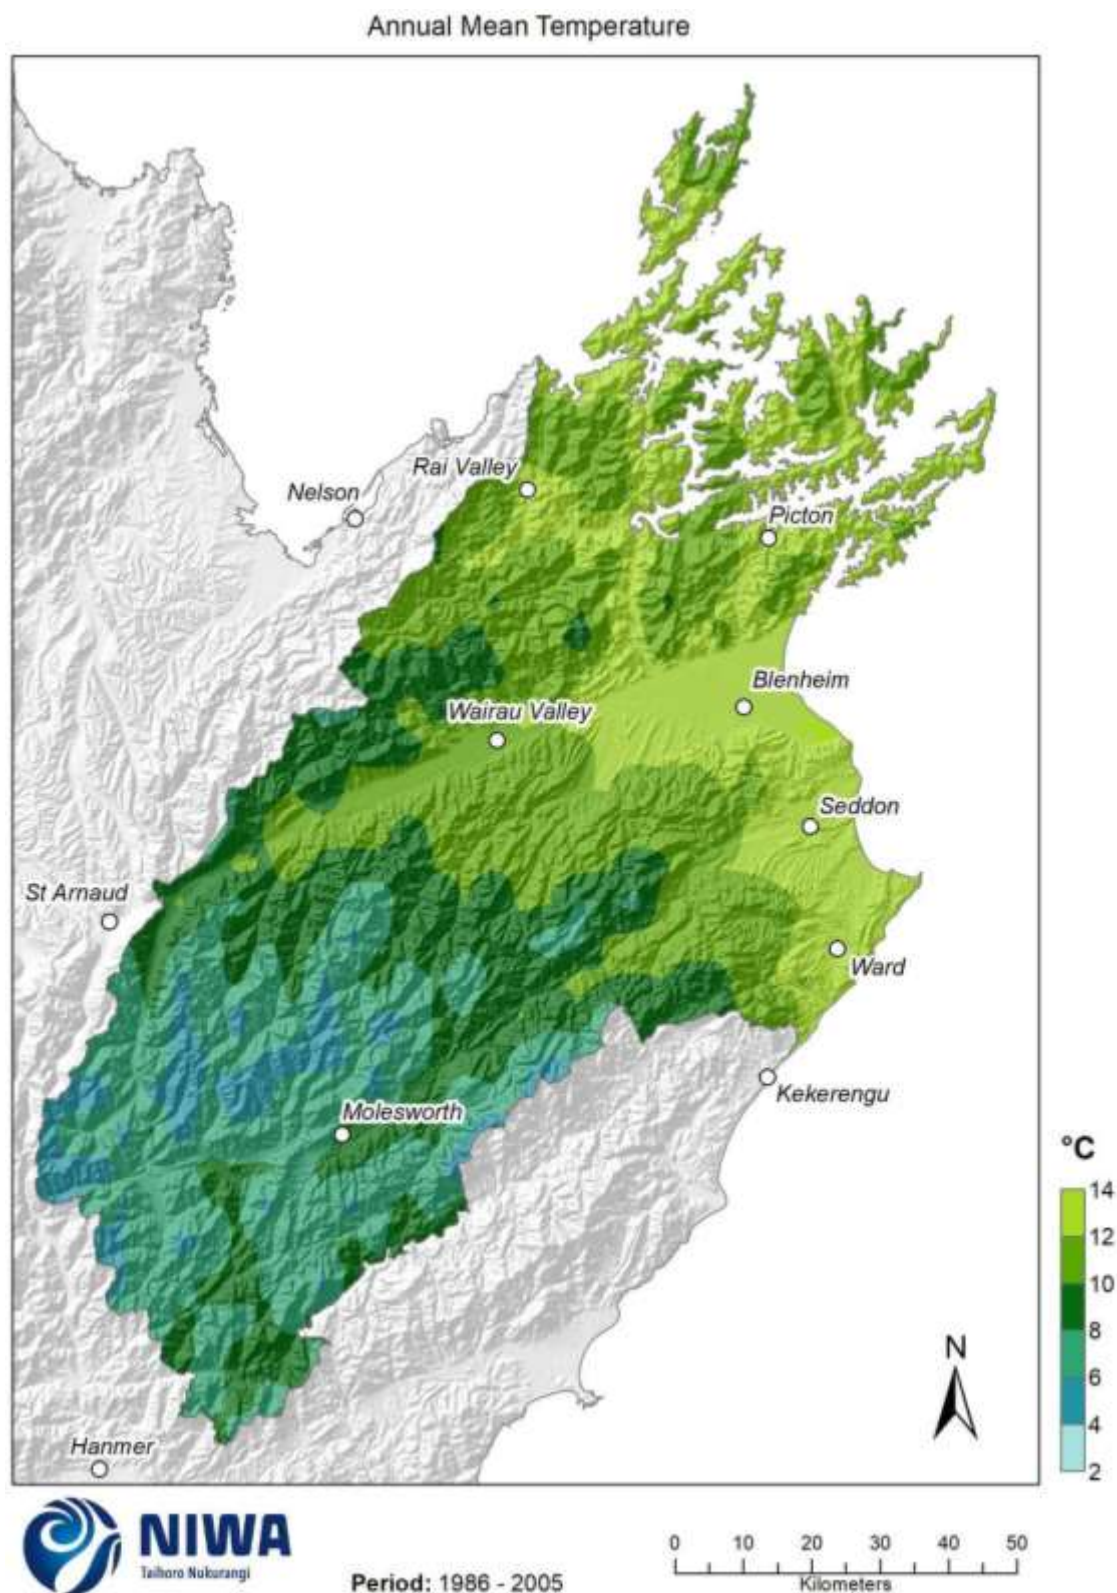 Annual Mean Temperature
Rai Valley
Nelson
Picton
Blenheim
Wairau Valley
Seddon
St Arnaud
Ward
Kekerengu
Molesworth
°C
14
12
10
8
6
4
2
N
Hanmer
NIWA
Taihoro Nukurangi
Period: 1986 - 2005
0 10 20 30 40 50
Kilometers